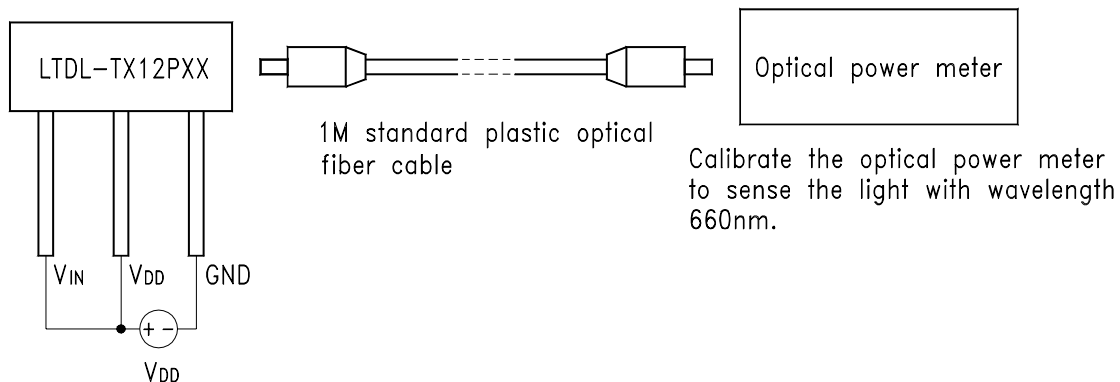 LTDL-TX12PXX
Optical power meter
1M standard plastic optical
fiber cable
Calibrate the optical power meter
to sense the light with wavelength
660nm.
VIN
VDD
GND
+ -
VDD